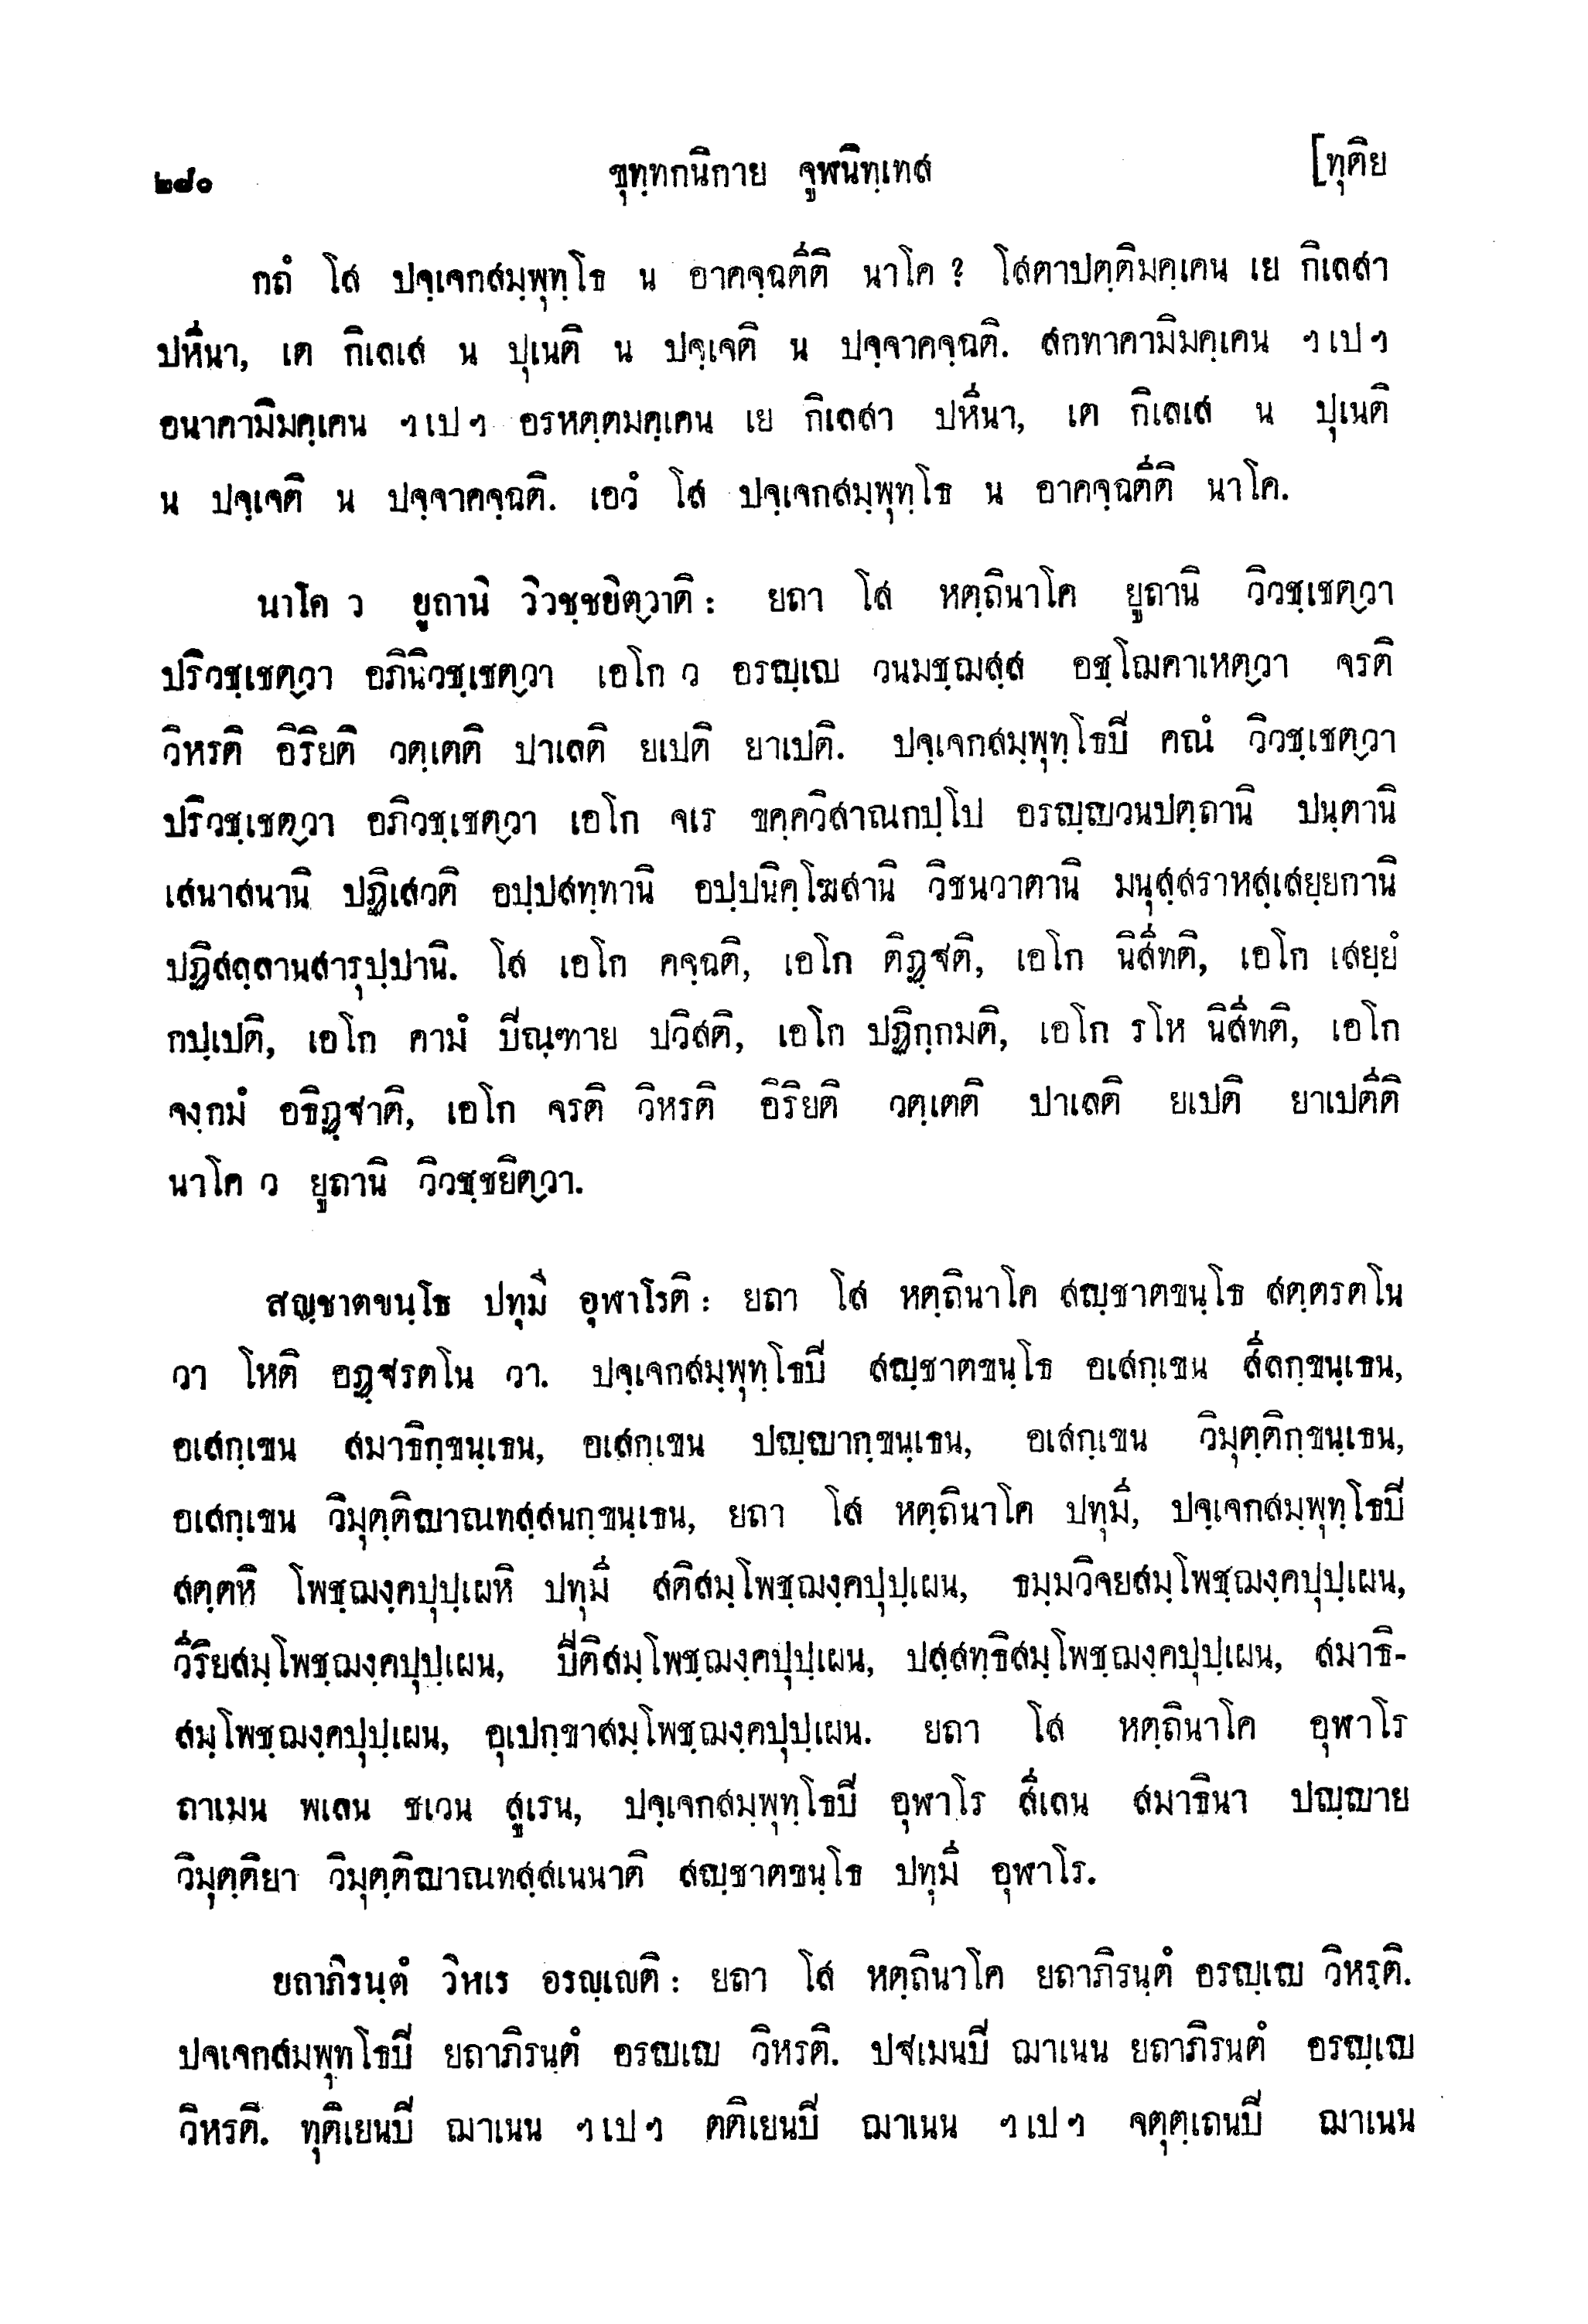 ๒๘๐ ขุทฺทกนิกาย จูฬนิทฺเทส [ทุติย
กถํ โส ปจฺเจกสมฺพุทฺโธ น อาคจฺฉตีติ นาโค ? โสตาปตฺติมคฺเคน เย กิเลสา
ปหีนา, เต กิเลเส น ปุเนติ น ปจฺเจติ น ปจฺจาคจฺฉติ. สกทาคามิมคฺเคน ฯ เป ฯ
อนาคามิมคฺเคน ฯ เป ฯ อรหตฺตมคฺเคน เย กิเลสา ปหีนา, เต กิเลเส น ปุเนติ
น ปจฺเจติ น ปจฺจาคจฺฉติ. เอวํ โส ปจฺเจกสมฺพุทฺโธ น อาคจฺฉตีติ นาโค.
นาโค ว ยูถานิ วิวชฺชยิตฺวาติ : ยถา โส หตฺถินาโค ยูถานิ วิวชฺเชตฺวา
ปริวชฺเชตฺวา อภินิวชฺเชตฺวา เอโก ว อรญฺเญ วนมชฺฌสฺส อชฺโฌคาเหตฺวา จรติ
วิหรติ อิริยติ วตฺเตติ ปาเลติ ยเปติ ยาเปติ. ปจฺเจกสมฺพุทฺโธปิ คณํ วิวชฺเชตฺวา
ปริวชฺเชตฺวา อภิวชฺเชตฺวา เอโก จเร ขคฺควิสาณกปฺโป อรญฺญวนปตฺถานิ ปนฺตานิ
เสนาสนานิ ปฏิเสวติ อปฺปสทฺทานิ อปฺปนิคฺโฆสานิ วิชนวาตานิ มนุสฺสราหสฺเสยฺยกานิ
ปฏิสลฺลานสารุปฺปานิ. โส เอโก คจฺฉติ, เอโก ติฏฺฐติ, เอโก นิสีทติ, เอโก เสยฺยํ
กปฺเปติ, เอโก คามํ ปิณฺฑาย ปวิสติ, เอโก ปฏิกฺกมติ, เอโก รโห นิสีทติ, เอโก
จงฺกมํ อธิฏฺฐาติ, เอโก จรติ วิหรติ อิริยติ วตฺเตติ ปาเลติ ยเปติ ยาเปตีติ
นาโค ว ยูถานิ วิวชฺชยิตฺวา.
สญฺชาตขนฺโธ ปทุมี อุฬาโรติ : ยถา โส หตฺถินาโค สญฺชาตขนฺโธ สตฺตรตโน
วา โหติ อฏฺฐรตโน วา. ปจฺเจกสมฺพุทฺโธปิ สญฺชาตขนฺโธ อเสกฺเขน สีลกฺขนฺเธน,
อเสกฺเขน สมาธิกฺขนฺเธน, อเสกฺเขน ปญฺญากฺขนฺเธน, อเสกฺเขน วิมุตฺติกฺขนฺเธน,
อเสกฺเขน วิมุตฺติญาณทสฺสนกฺขนฺเธน, ยถา โส หตฺถินาโค ปทุมี, ปจฺเจกสมฺพุทฺโธปิ
สตฺตหิ โพชฺฌงฺคปุปฺเผหิ ปทุมี สติสมฺโพชฺฌงฺคปุปฺเผน, ธมฺมวิจยสมฺโพชฺฌงฺคปุปฺเผน,
วีริยสมฺโพชฺฌงฺคปุปฺเผน, ปีติสมฺโพชฺฌงฺคปุปฺเผน, ปสฺสทฺธิสมฺโพชฺฌงฺคปุปฺเผน, สมาธิ-
สมฺโพชฺฌงฺคปุปฺเผน, อุเปกฺขาสมฺโพชฺฌงฺคปุปฺเผน. ยถา โส หตฺถินาโค อุฬาโร
ถาเมน พเลน ชเวน สูเรน, ปจฺเจกสมฺพุทฺโธปิ อุฬาโร สีเลน สมาธินา ปญฺญาย
วิมุตฺติยา วิมุตฺติญาณทสฺสเนนาติ สญฺชาตขนฺโธ ปทุมี อุฬาโร.
ยถาภิรนฺตํ วิหเร อรญฺเญติ : ยถา โส หตฺถินาโค ยถาภิรนฺตํ อรญฺเญ วิหรฺติ.
ปจเจกสมพุทโธปิ ยถาภิรนฺตํ อรญเญ วิหรติ. ปฐเมนปิ ฌาเนน ยถาภิรนตํ อรญฺเญ
วิหรติ. ทุติเยนปิ ฌาเนน ฯ เป ฯ ตติเยนปิ ฌาเนน ฯ เป ฯ จตุตฺเถนปิ ฌาเนน